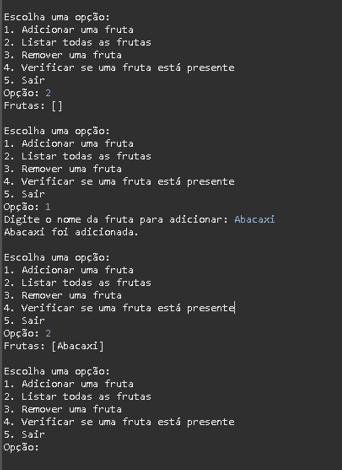 Escolha uma opção:
1. Adicionar uma fruta
2. Listar todas as frutas
3. Remover uma fruta
4. Verificar se uma fruta está presente
5. Sair
Opção: 2
Frutas: []
Escolha uma opção:
1. Adicionar uma fruta
2. Listar todas as frutas
3. Remover uma fruta
4. Verificar se uma fruta está presente
5. Sair
Opção: 1
Digite o nome da fruta para adicionar: Abacaxi
Abacaxi foi adicionada.
Escolha uma opção:
1. Adicionar uma fruta
2. Listar todas as frutas
3. Remover uma fruta
4. Verificar se uma fruta está presente
5. Sair
Opção: 2
Frutas: [Abacaxi]
Escolha uma opção:
1. Adicionar uma fruta
2. Listar todas as frutas
3. Remover uma fruta
4. Verificar se uma fruta está presente
5. Sair
Opção: